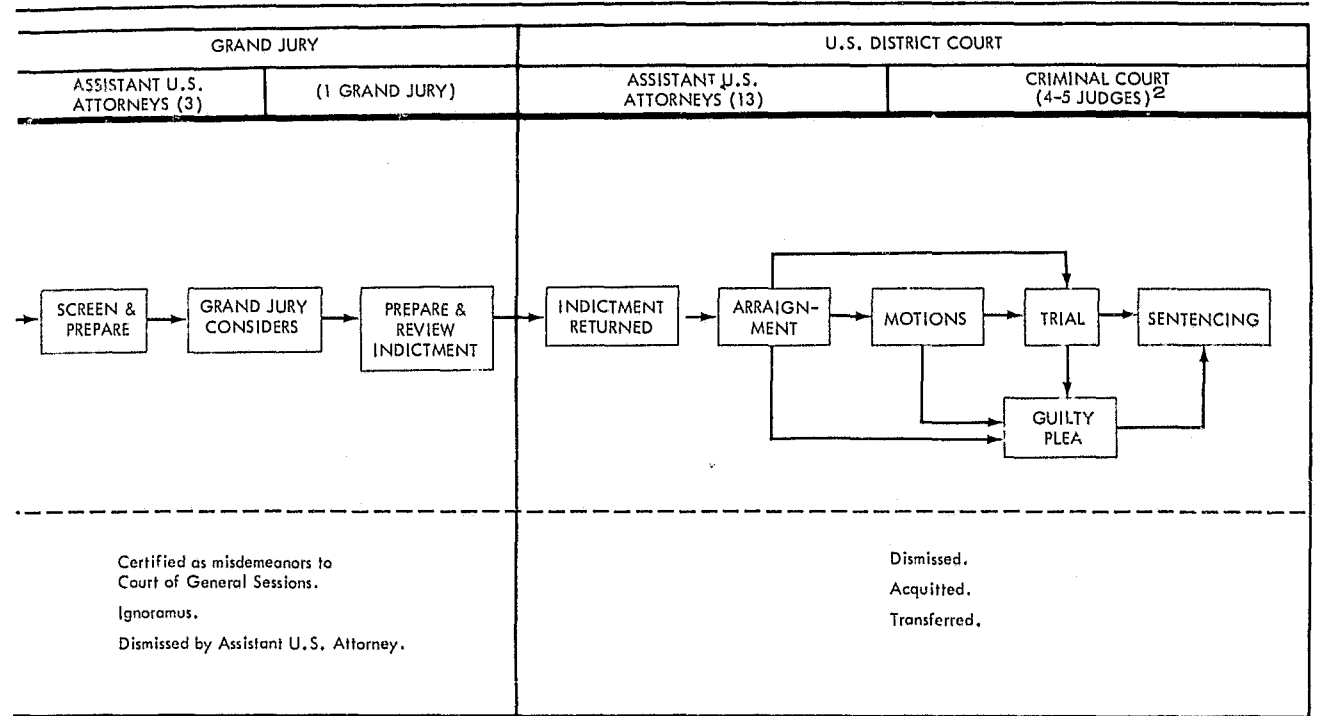 GRAND JURY
U.S. DISTRICT COURT
ASSISTANT U.S.
ATTORNEYS (3)
(1 GRAND JURY)
ASSISTANT U.S.
ATTORNEYS (13)
CRIMINAL COURT
(4-5 JUDGES)2
SCREEN &
PREPARE
GRAND JURY
CONSIDERS
PREPARE &
REVIEW
INDICTMENT
INDICTMENT
RETURNED
ARRAIGN-
MENT
MOTIONS
TRIAL
SENTENCING
GUILTY
PLEA
Certified as misdemeanors to
Court of General Sessions.
Ignoramus.
Dismissed by Assistant U.S. Attorney.
Dismissed.
Acquitted.
Transferred.